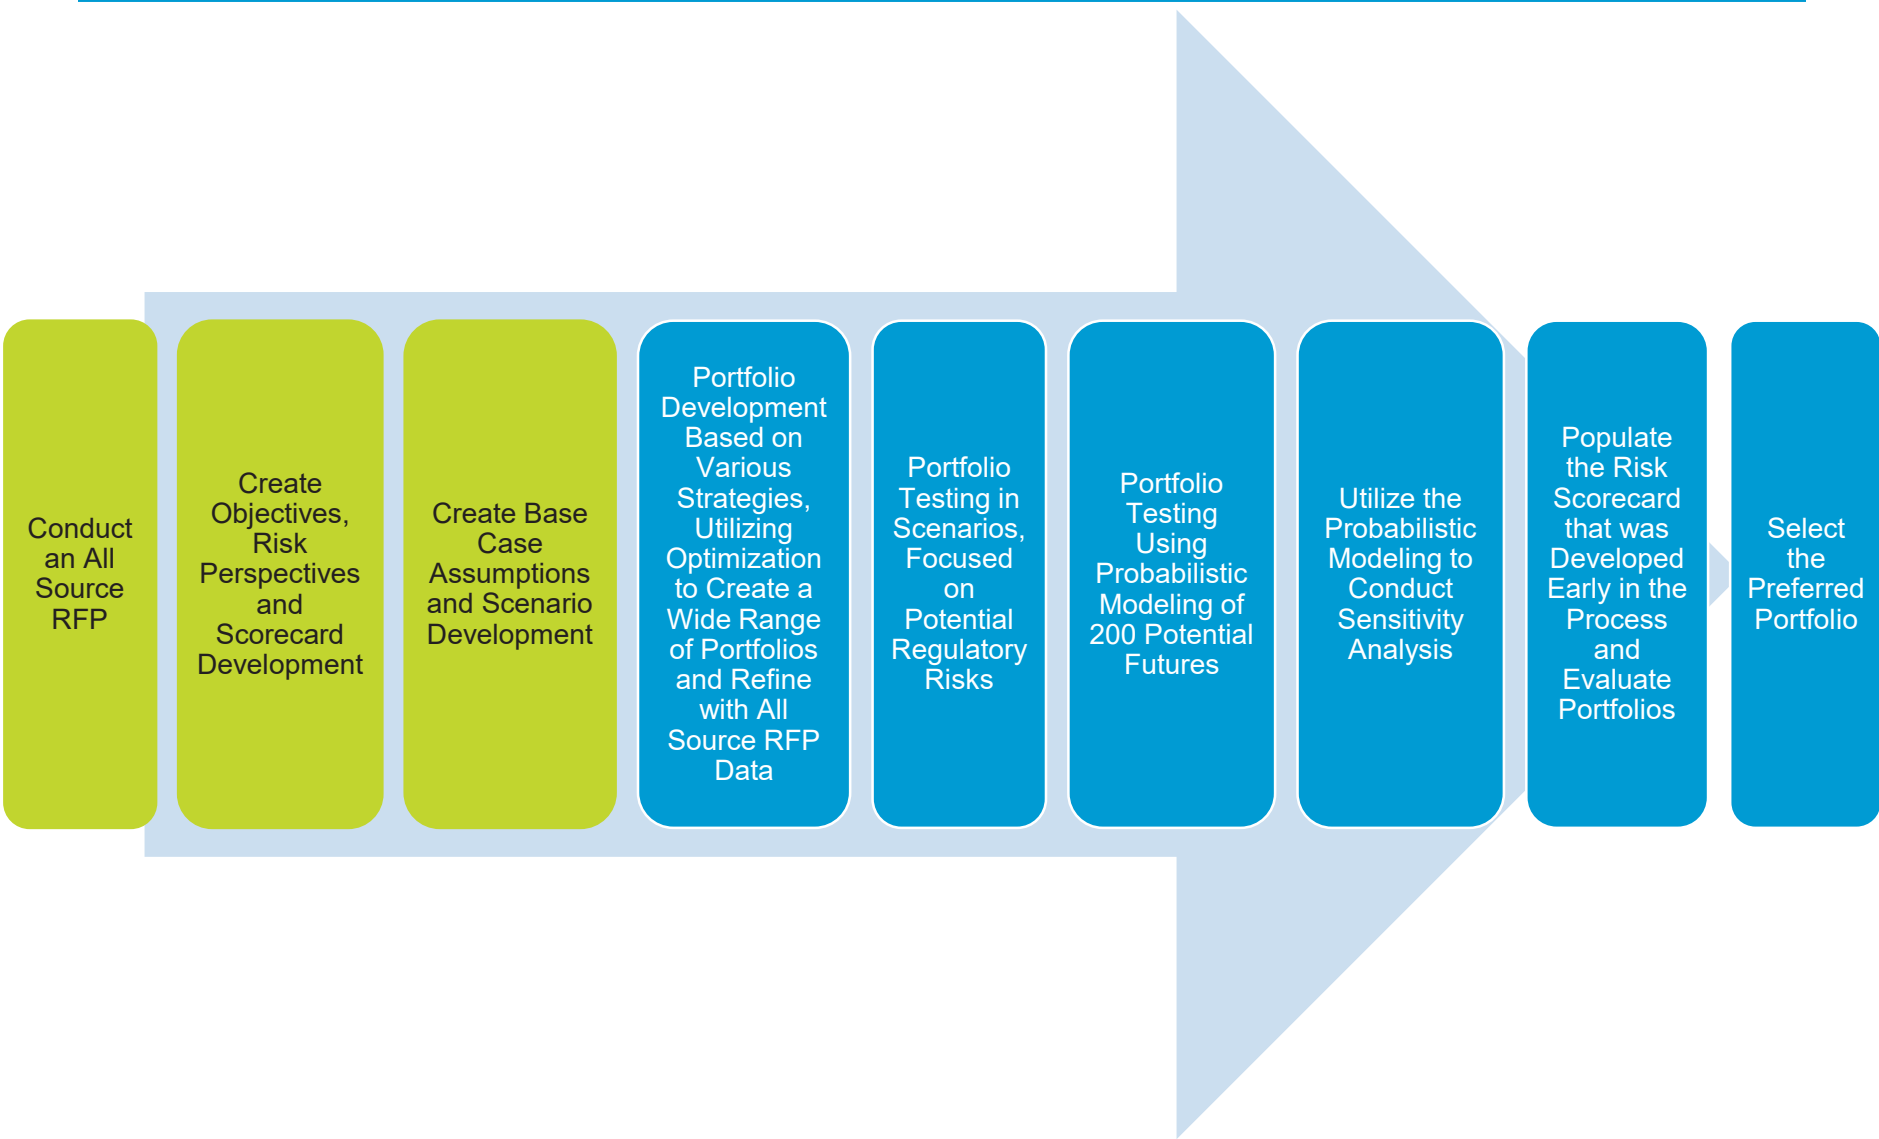 Conduct
an All
Source
RFP
Create
Objectives,
Risk
Perspectives
and
Scorecard
Development
Create Base
Case
Assumptions
and Scenario
Development
Portfolio
Development
Based on
Various
Strategies,
Utilizing
Optimization
to Create a
Wide Range
of Portfolios
and Refine
with All
Source RFP
Data
Portfolio
Testing in
Scenarios,
Focused
on
Potential
Regulatory
Risks
Portfolio
Testing
Using
Probabilistic
Modeling of
200 Potential
Futures
Utilize the
Probabilistic
Modeling to
Conduct
Sensitivity
Analysis
Populate
the Risk
Scorecard
that was
Developed
Early in the
Process
and
Evaluate
Portfolios
Select
the
Preferred
Portfolio